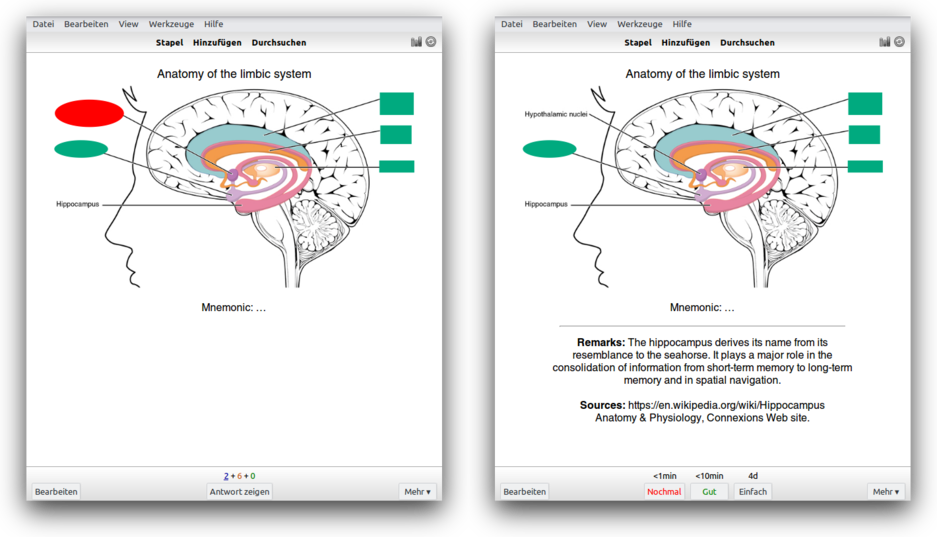 Datei Bearbeiten View Werkzeuge Hilfe
Stapel Hinzufügen Durchsuchen
Anatomy of the limbic system
Hippocampus
Mnemonic: …
2 + 6 + 0
Bearbeiten Antwort zeigen Mehr ▾
Datei Bearbeiten View Werkzeuge Hilfe
Stapel Hinzufügen Durchsuchen
Anatomy of the limbic system
Hypothalamic nuclei
Hippocampus
Mnemonic: …
Remarks: The hippocampus derives its name from its
resemblance to the seahorse. It plays a major role in the
consolidation of information from short-term memory to long-term
memory and in spatial navigation.
Sources: https://en.wikipedia.org/wiki/Hippocampus
Anatomy & Physiology, Connexions Web site.
<1min <10min 4d
Bearbeiten Nochmal Gut Einfach Mehr ▾